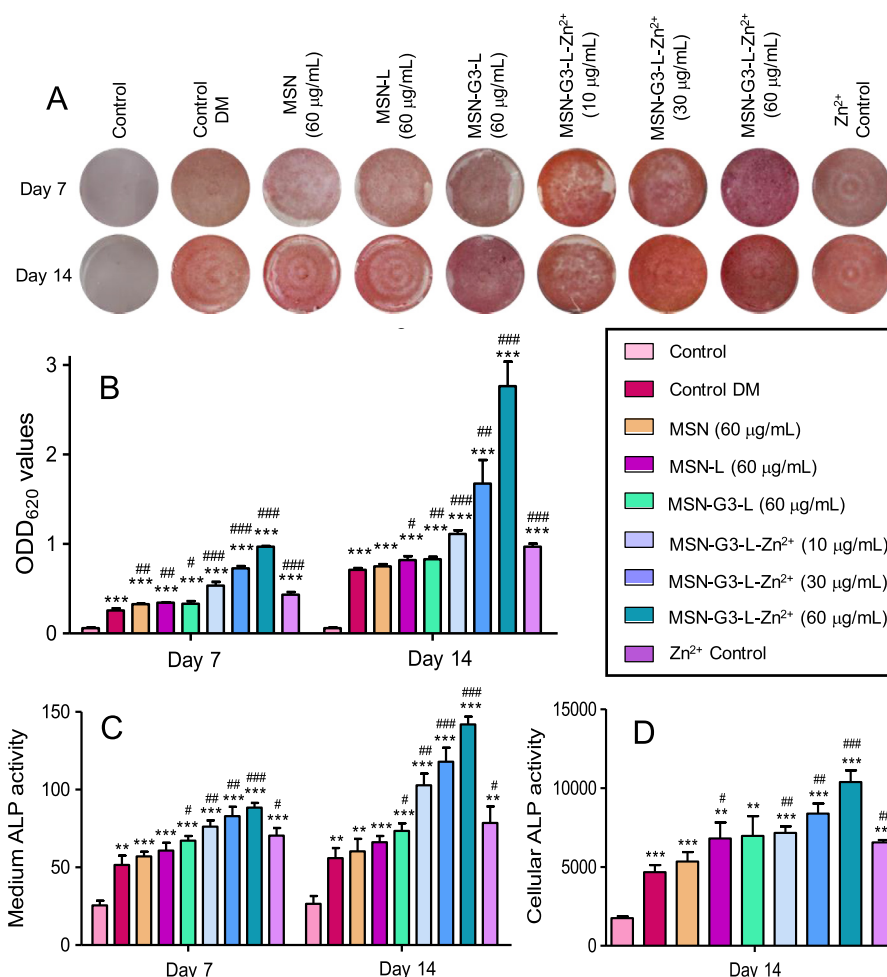 A
Control
Control
DM
MSN
(60 μg/mL)
MSN-L
(60 μg/mL)
MSN-G3-L
(60 μg/mL)
MSN-G3-L-Zn²⁺
(10 μg/mL)
MSN-G3-L-Zn²⁺
(30 μg/mL)
MSN-G3-L-Zn²⁺
(60 μg/mL)
Zn²⁺
Control
Day 7
Day 14
B
ODD₆₂₀ values
3
2
1
0
***
##
***
##
***
#
***
###
***
###
***
###
***
###
***
***
***
#
***
##
***
###
***
##
***
###
***
###
***
Day 7
Day 14
Control
Control DM
MSN (60 μg/mL)
MSN-L (60 μg/mL)
MSN-G3-L (60 μg/mL)
MSN-G3-L-Zn²⁺ (10 μg/mL)
MSN-G3-L-Zn²⁺ (30 μg/mL)
MSN-G3-L-Zn²⁺ (60 μg/mL)
Zn²⁺ Control
C
Medium ALP activity
150
100
50
0
**
***
***
#
***
##
***
##
***
###
***
#
***
**
**
***
#
***
##
***
###
***
###
***
#
**
Day 7
Day 14
D
Cellular ALP activity
15000
10000
5000
0
***
***
#
**
**
##
***
##
***
###
***
##
**
Day 14